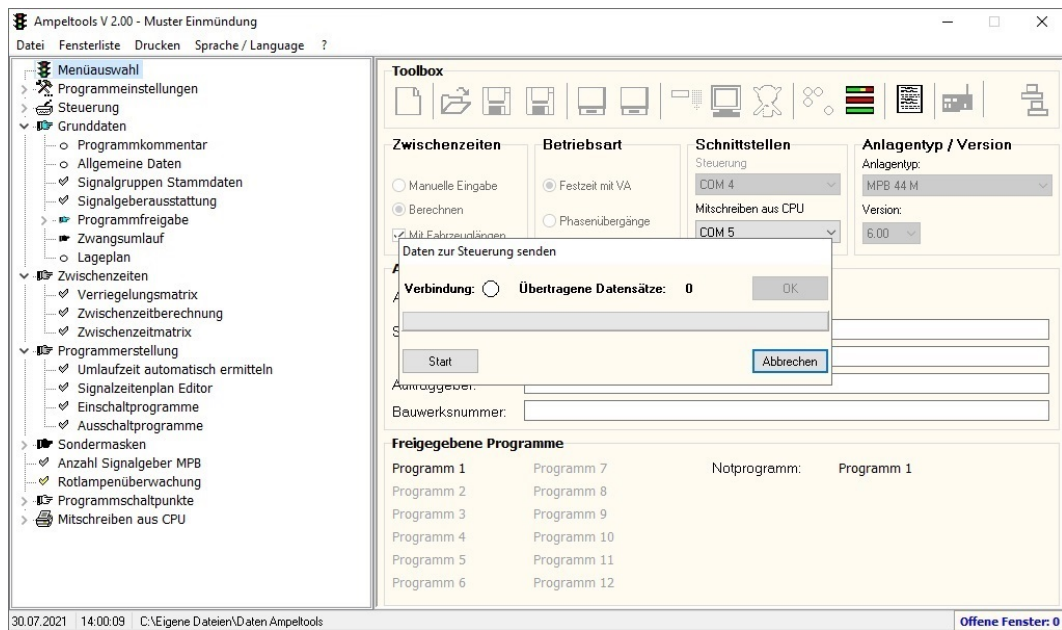 Ampeltools V 2.00 - Muster Einmündung
Datei Fensterliste Drucken Sprache / Language ?
Menüauswahl
Programmeinstellungen
Steuerung
Grunddaten
Programmkommentar
Allgemeine Daten
Signalgruppen Stammdaten
Signalgeberausstattung
Programmfreigabe
Zwangsumlauf
Lageplan
Zwischenzeiten
Verriegelungsmatrix
Zwischenzeitberechnung
Zwischenzeitmatrix
Programmerstellung
Umlaufzeit automatisch ermitteln
Signalzeitenplan Editor
Einschaltprogramme
Ausschaltprogramme
Sondermasken
Anzahl Signalgeber MPB
Rotlampenüberwachung
Programmschaltpunkte
Mitschreiben aus CPU
Toolbox
Zwischenzeiten
Manuelle Eingabe
Berechnen
Mit Fahrzeuglängen
Betriebsart
Festzeit mit VA
Phasenübergänge
Schnittstellen
Steuerung
COM 4
Mitschreiben aus CPU
COM 5
Anlagentyp / Version
Anlagentyp:
MPB 44 M
Version:
6.00
Daten zur Steuerung senden
Verbindung: Übertragene Datensätze: 0 OK
Start Abbrechen
Auftraggeber:
Bauwerksnummer:
Freigegebene Programme
Programm 1 Programm 7 Notprogramm: Programm 1
Programm 2 Programm 8
Programm 3 Programm 9
Programm 4 Programm 10
Programm 5 Programm 11
Programm 6 Programm 12
30.07.2021 14:00:09 C:\Eigene Dateien\Daten Ampeltools Offene Fenster: 0